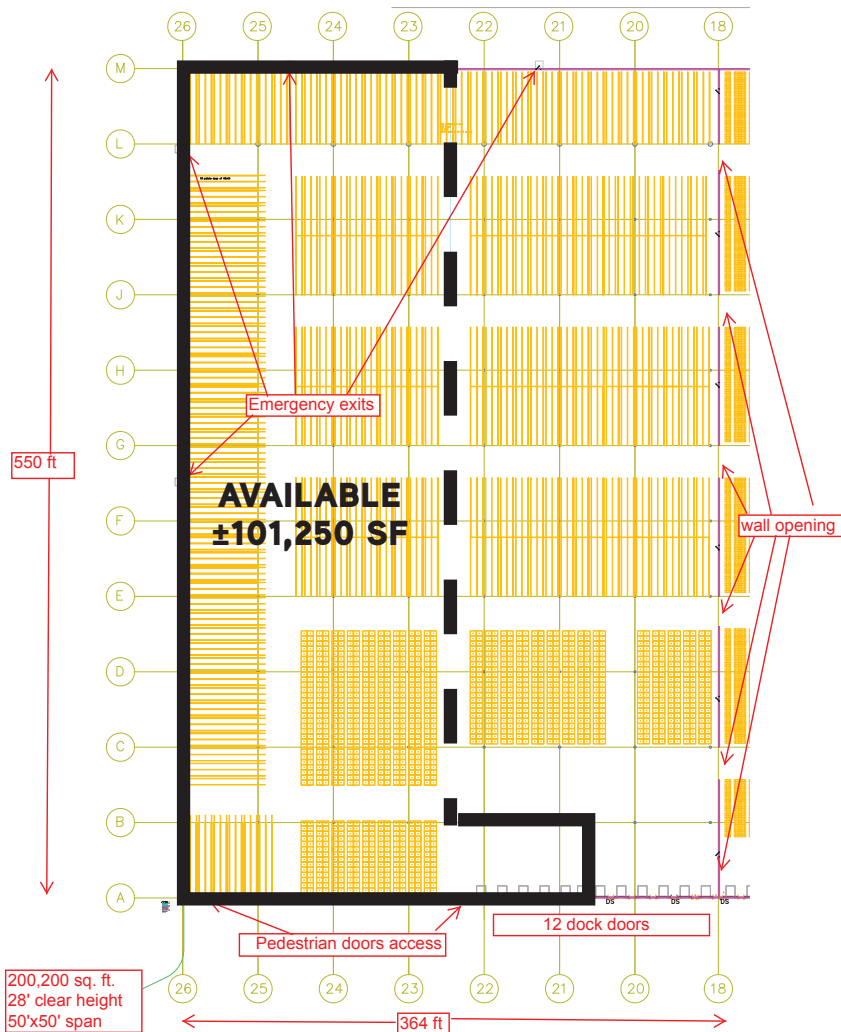 26 25 24 23 22 21 20 18
M
L
K
J
H
Emergency exits
G
550 ft
AVAILABLE
±101,250 SF
F
wall opening
E
D
C
B
A
DS DS DS
12 dock doors
Pedestrian doors access
200,200 sq. ft.
28' clear height
50'x50' span
26 25 24 23 22 21 20 18
364 ft